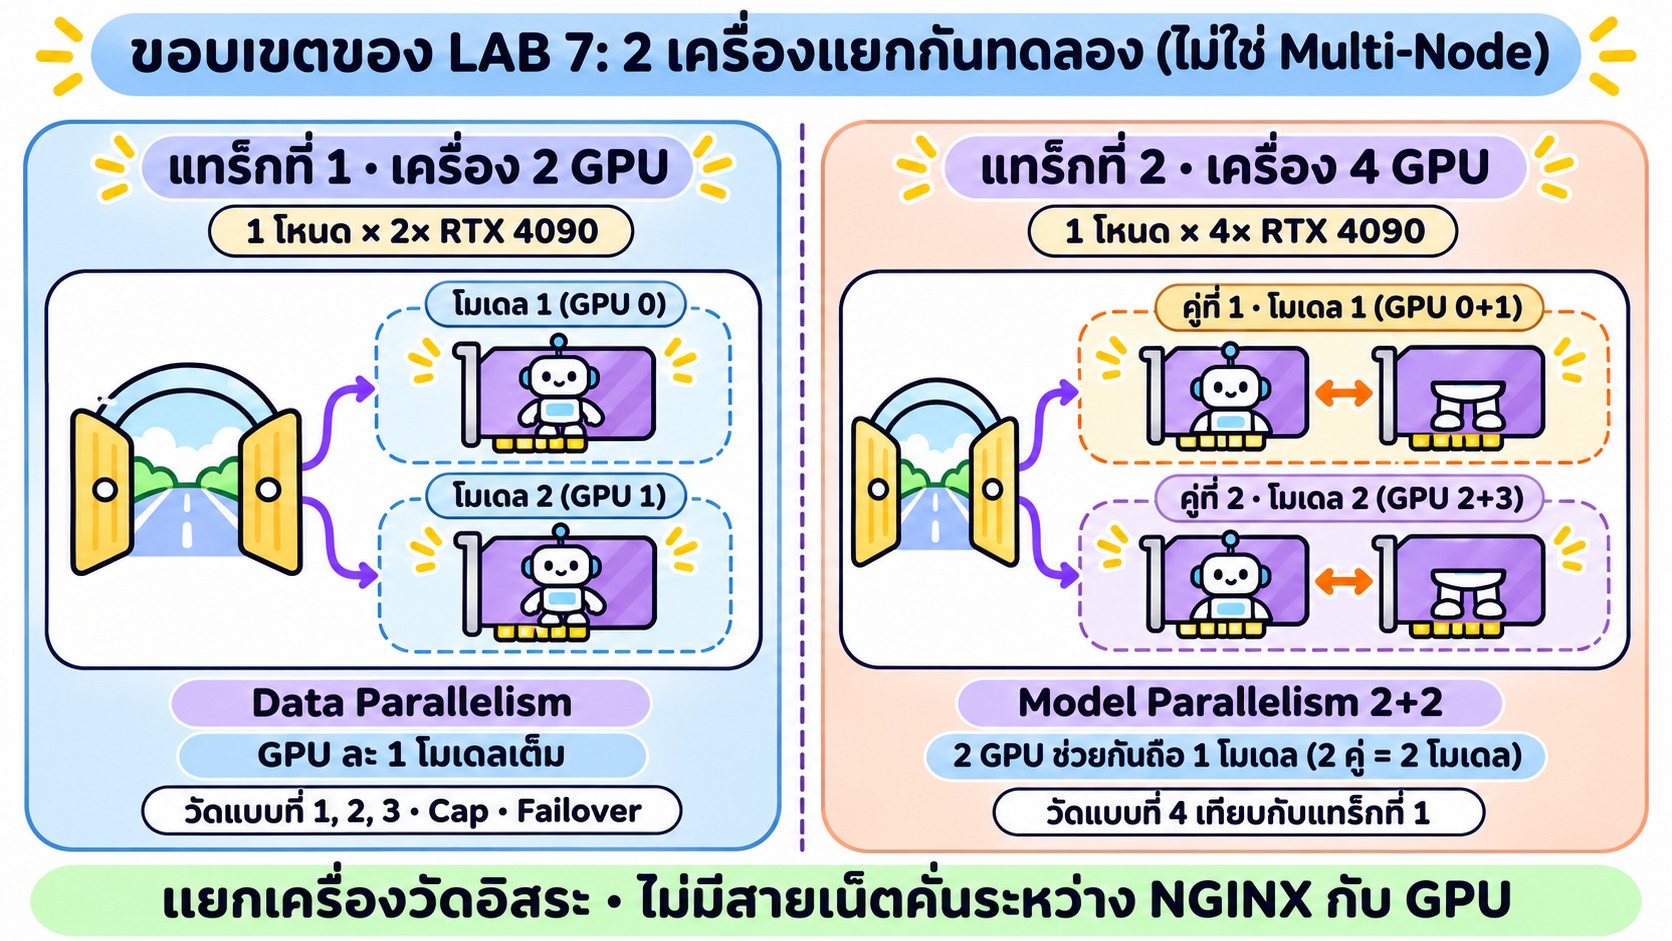 ขอบเขตของ LAB 7: 2 เครื่องแยกกันทดลอง (ไม่ใช่ Multi-Node)
แทร็กที่ 1 • เครื่อง 2 GPU
1 โหนด × 2× RTX 4090
โมเดล 1 (GPU 0)
โมเดล 2 (GPU 1)
Data Parallelism
GPU ละ 1 โมเดลเต็ม
วัดแบบที่ 1, 2, 3 • Cap • Failover
แทร็กที่ 2 • เครื่อง 4 GPU
1 โหนด × 4× RTX 4090
คู่ที่ 1 • โมเดล 1 (GPU 0+1)
คู่ที่ 2 • โมเดล 2 (GPU 2+3)
Model Parallelism 2+2
2 GPU ช่วยกันถือ 1 โมเดล (2 คู่ = 2 โมเดล)
วัดแบบที่ 4 เทียบกับแทร็กที่ 1
แยกเครื่องวัดอิสระ • ไม่มีสายเน็ตคั่นระหว่าง NGINX กับ GPU